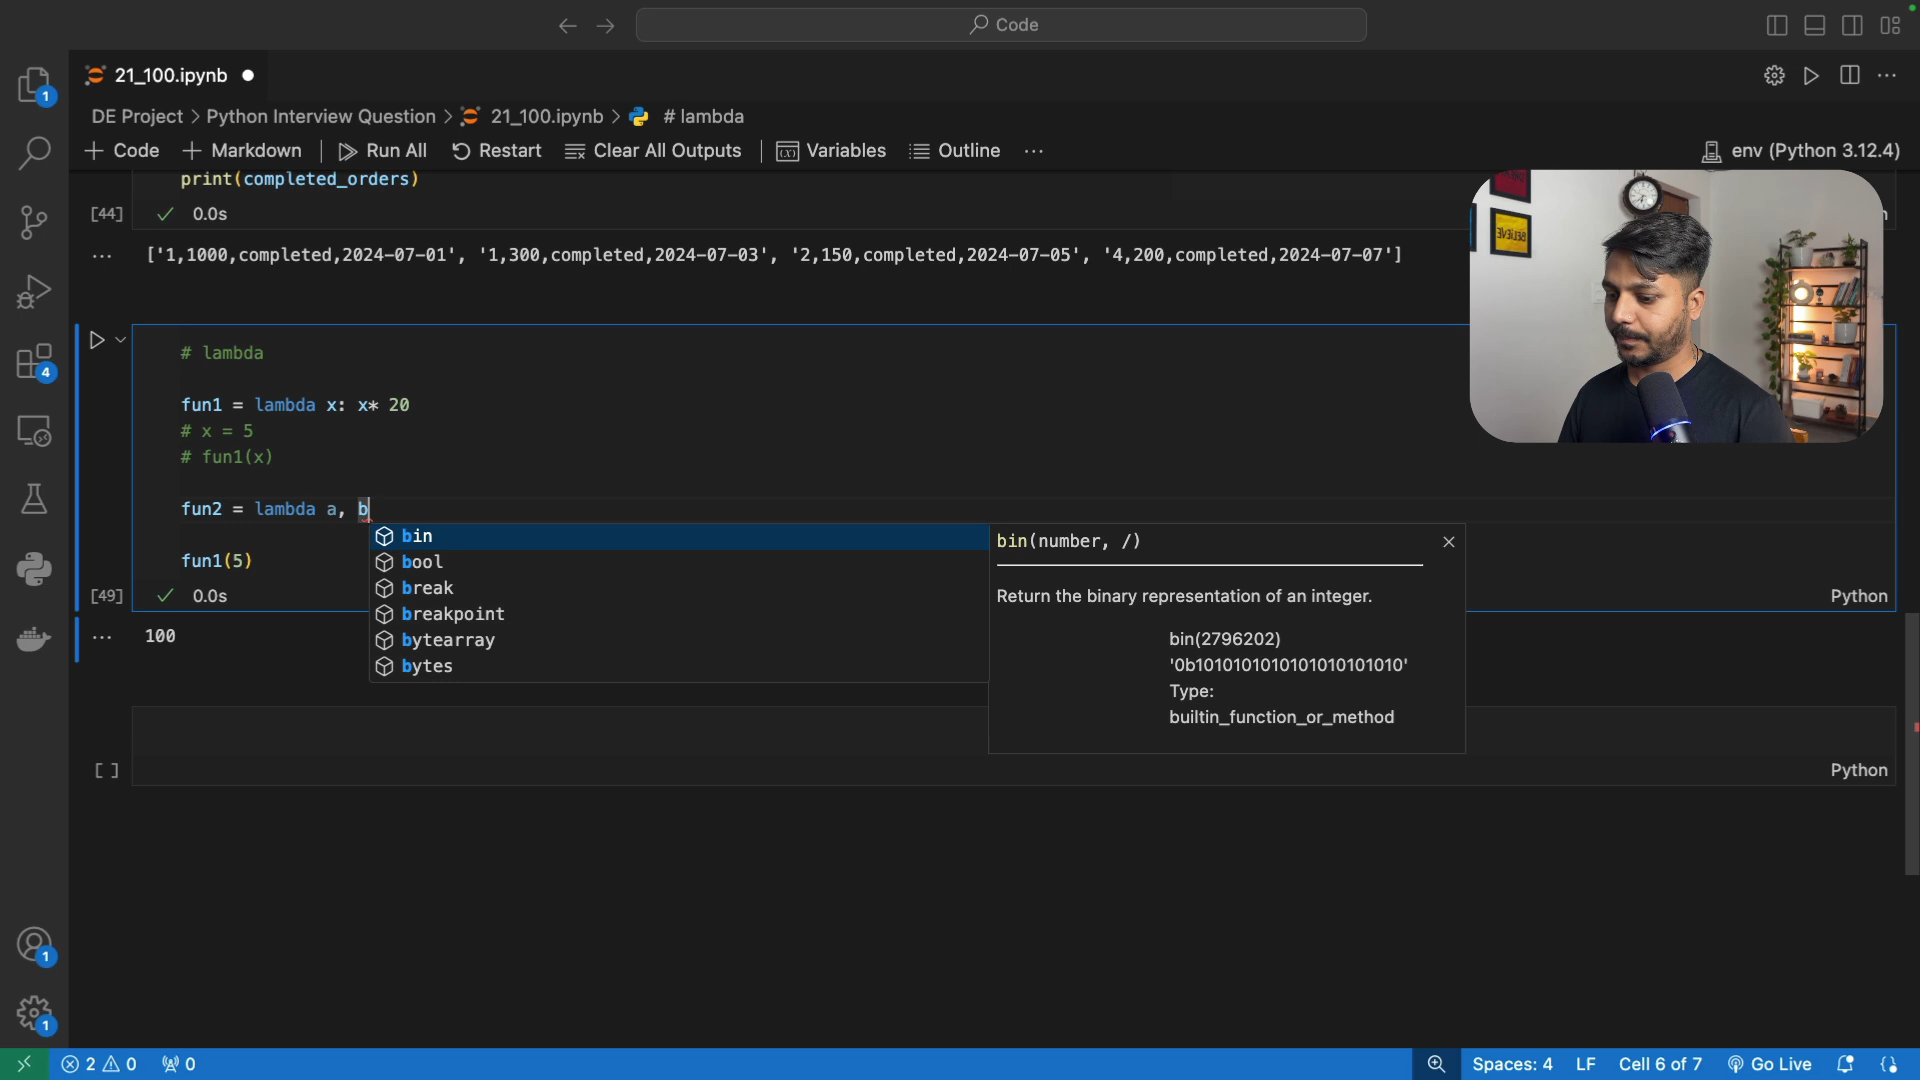 Code
21_100.ipynb
DE Project > Python Interview Question > 21_100.ipynb > # lambda
+ Code + Markdown | Run All Restart Clear All Outputs | Variables Outline ...
env (Python 3.12.4)
print(completed_orders)
[44] 0.0s
['1,1000,completed,2024-07-01', '1,300,completed,2024-07-03', '2,150,completed,2024-07-05', '4,200,completed,2024-07-07']
# lambda
fun1 = lambda x: x* 20
# x = 5
# fun1(x)
fun2 = lambda a, b
fun1(5)
[49] 0.0s
Python
100
bin
bool
break
breakpoint
bytearray
bytes
bin(number, /)
Return the binary representation of an integer.
bin(2796202)
'0b1010101010101010101010'
Type:
builtin_function_or_method
[ ]
Python
BELIEVE
1
4
1
1
2 0 0
Spaces: 4 LF Cell 6 of 7 Go Live